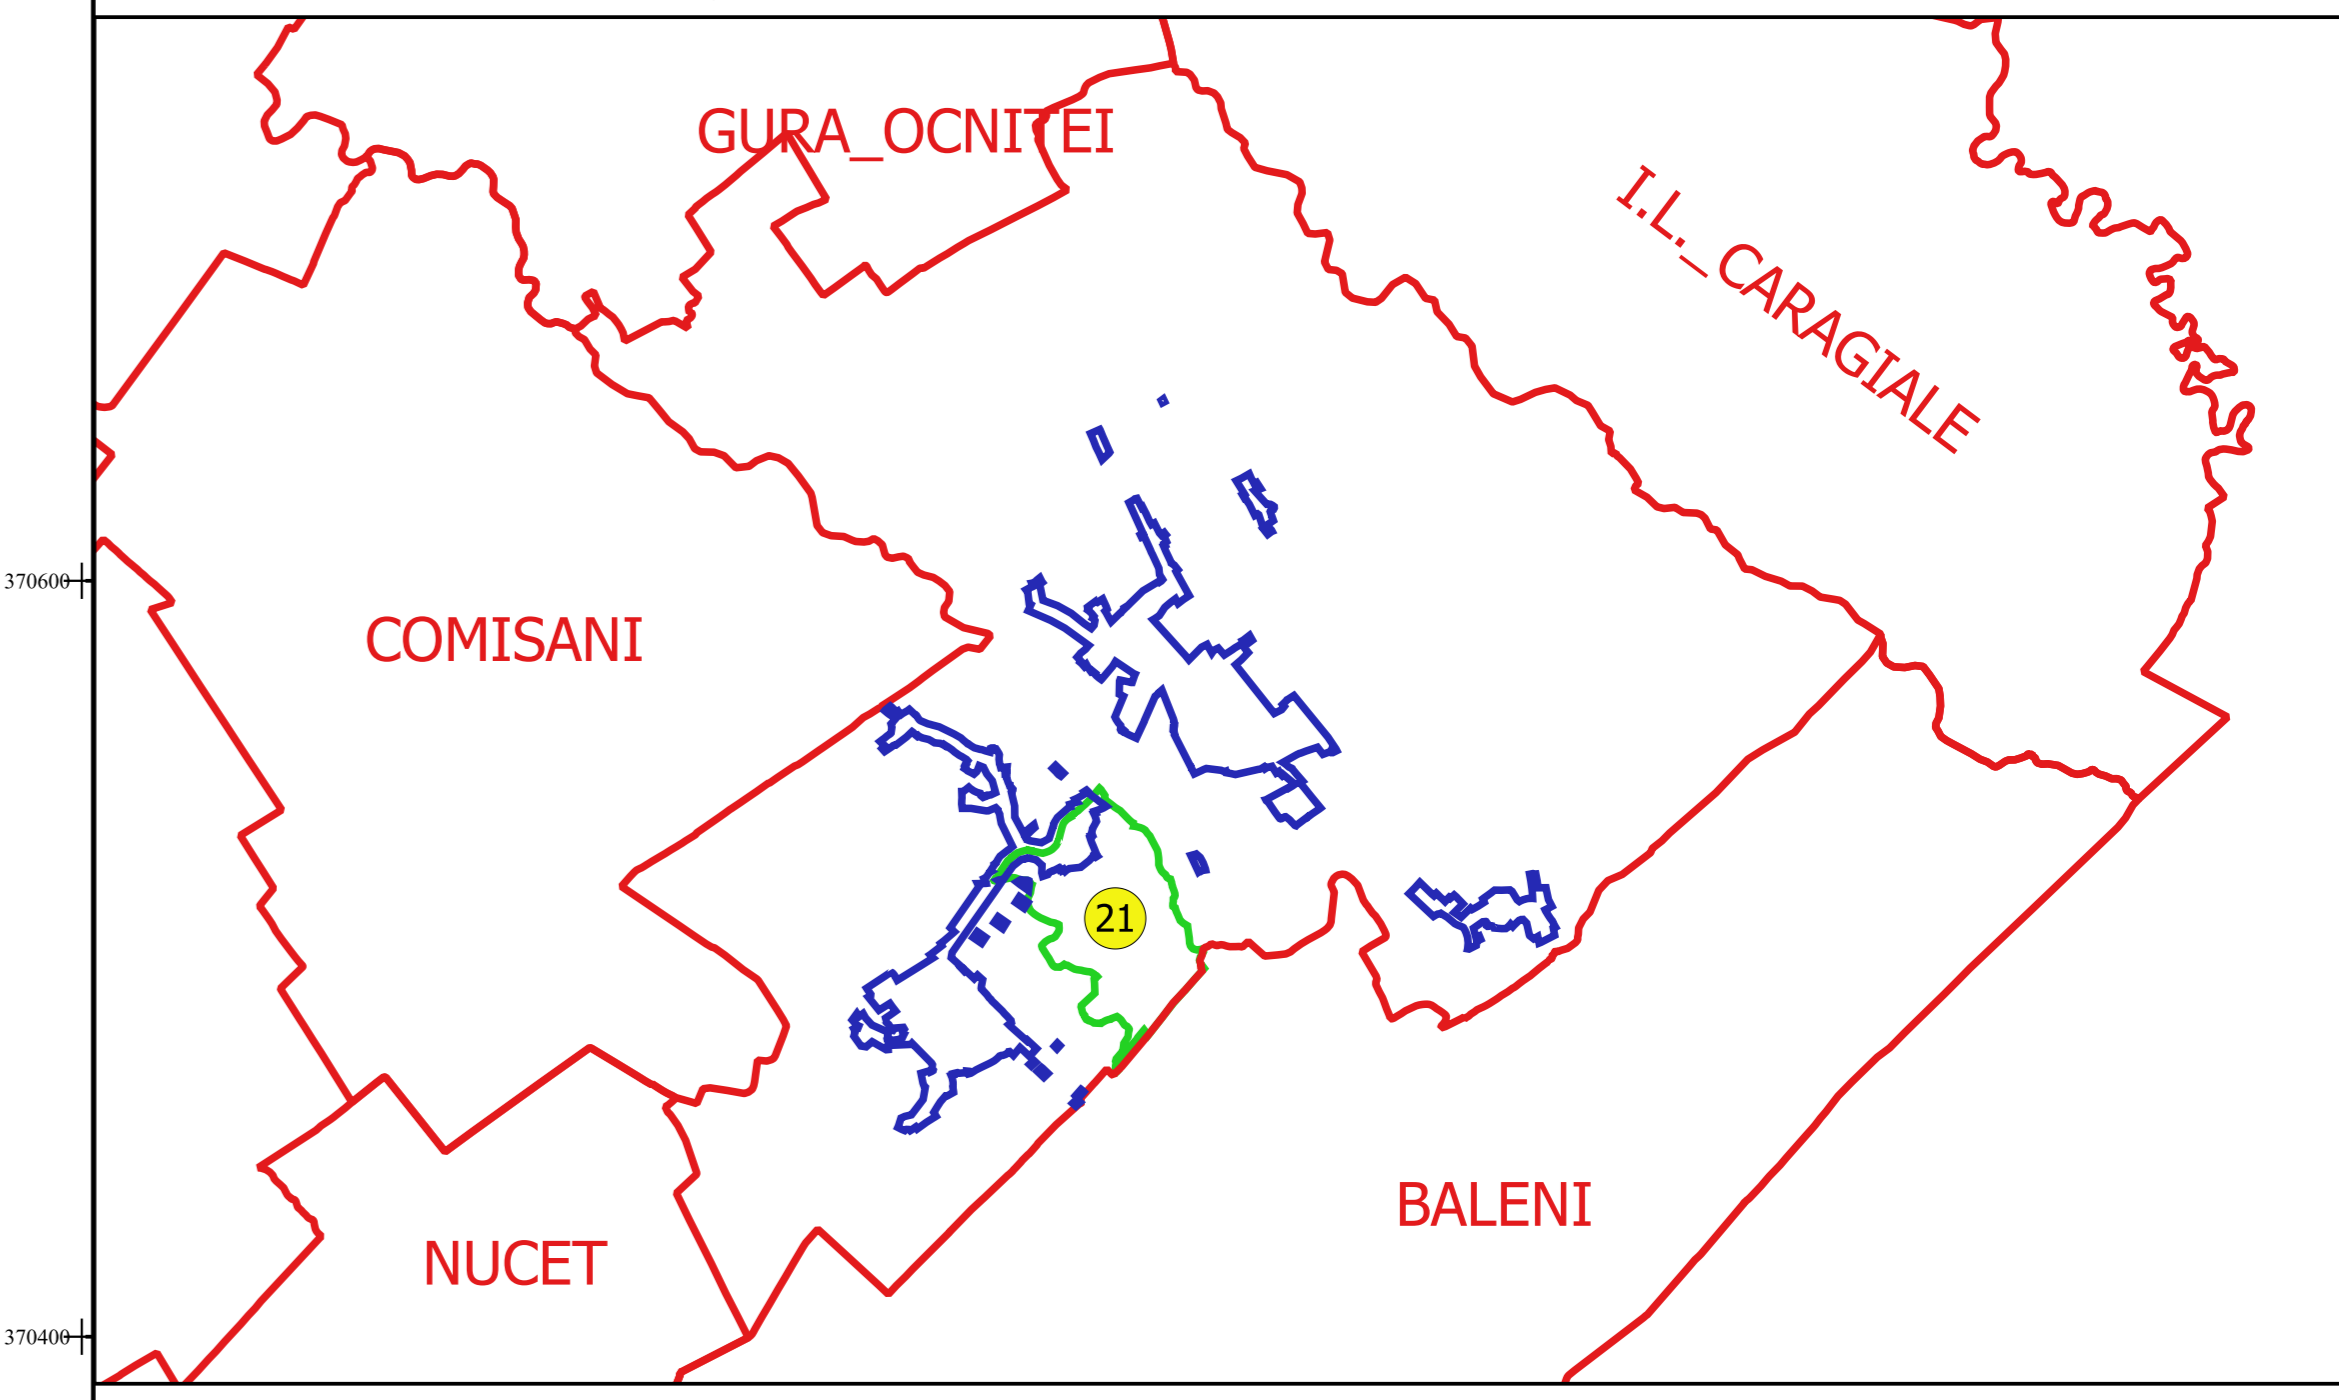 GURA_OCNITEI
I.L._CARAGIALE
370600
COMISANI
21
BALENI
NUCET
370400